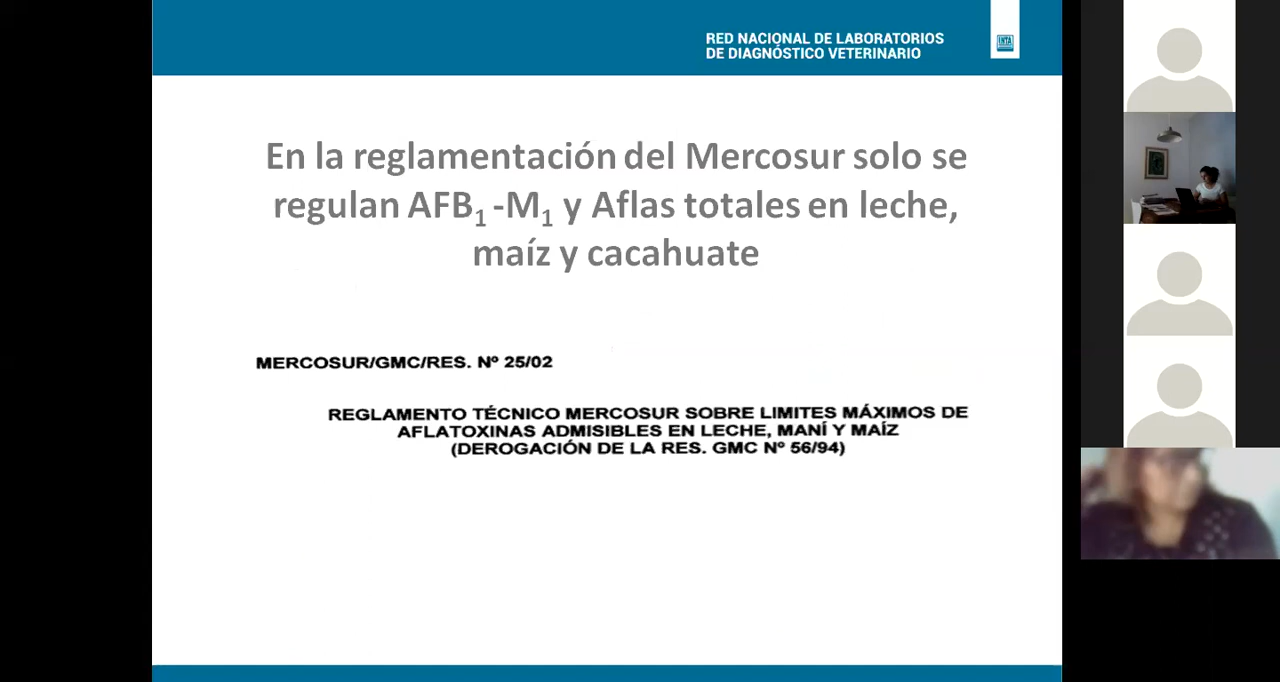 RED NACIONAL DE LABORATORIOS
DE DIAGNÓSTICO VETERINARIO
INTA
En la reglamentación del Mercosur solo se
regulan AFB₁ -M₁ y Aflas totales en leche,
maíz y cacahuate
MERCOSUR/GMC/RES. Nº 25/02
REGLAMENTO TÉCNICO MERCOSUR SOBRE LIMITES MÁXIMOS DE
AFLATOXINAS ADMISIBLES EN LECHE, MANÍ Y MAÍZ
(DEROGACIÓN DE LA RES. GMC Nº 56/94)